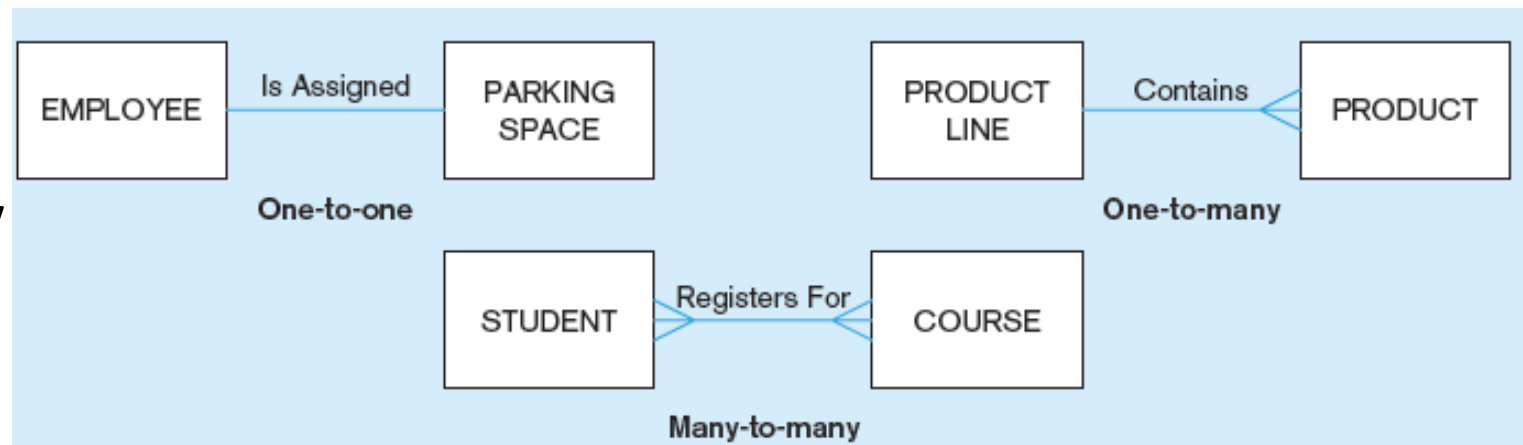 EMPLOYEE
Is Assigned
PARKING
SPACE
One-to-one
PRODUCT
LINE
Contains
PRODUCT
One-to-many
STUDENT
Registers For
COURSE
Many-to-many